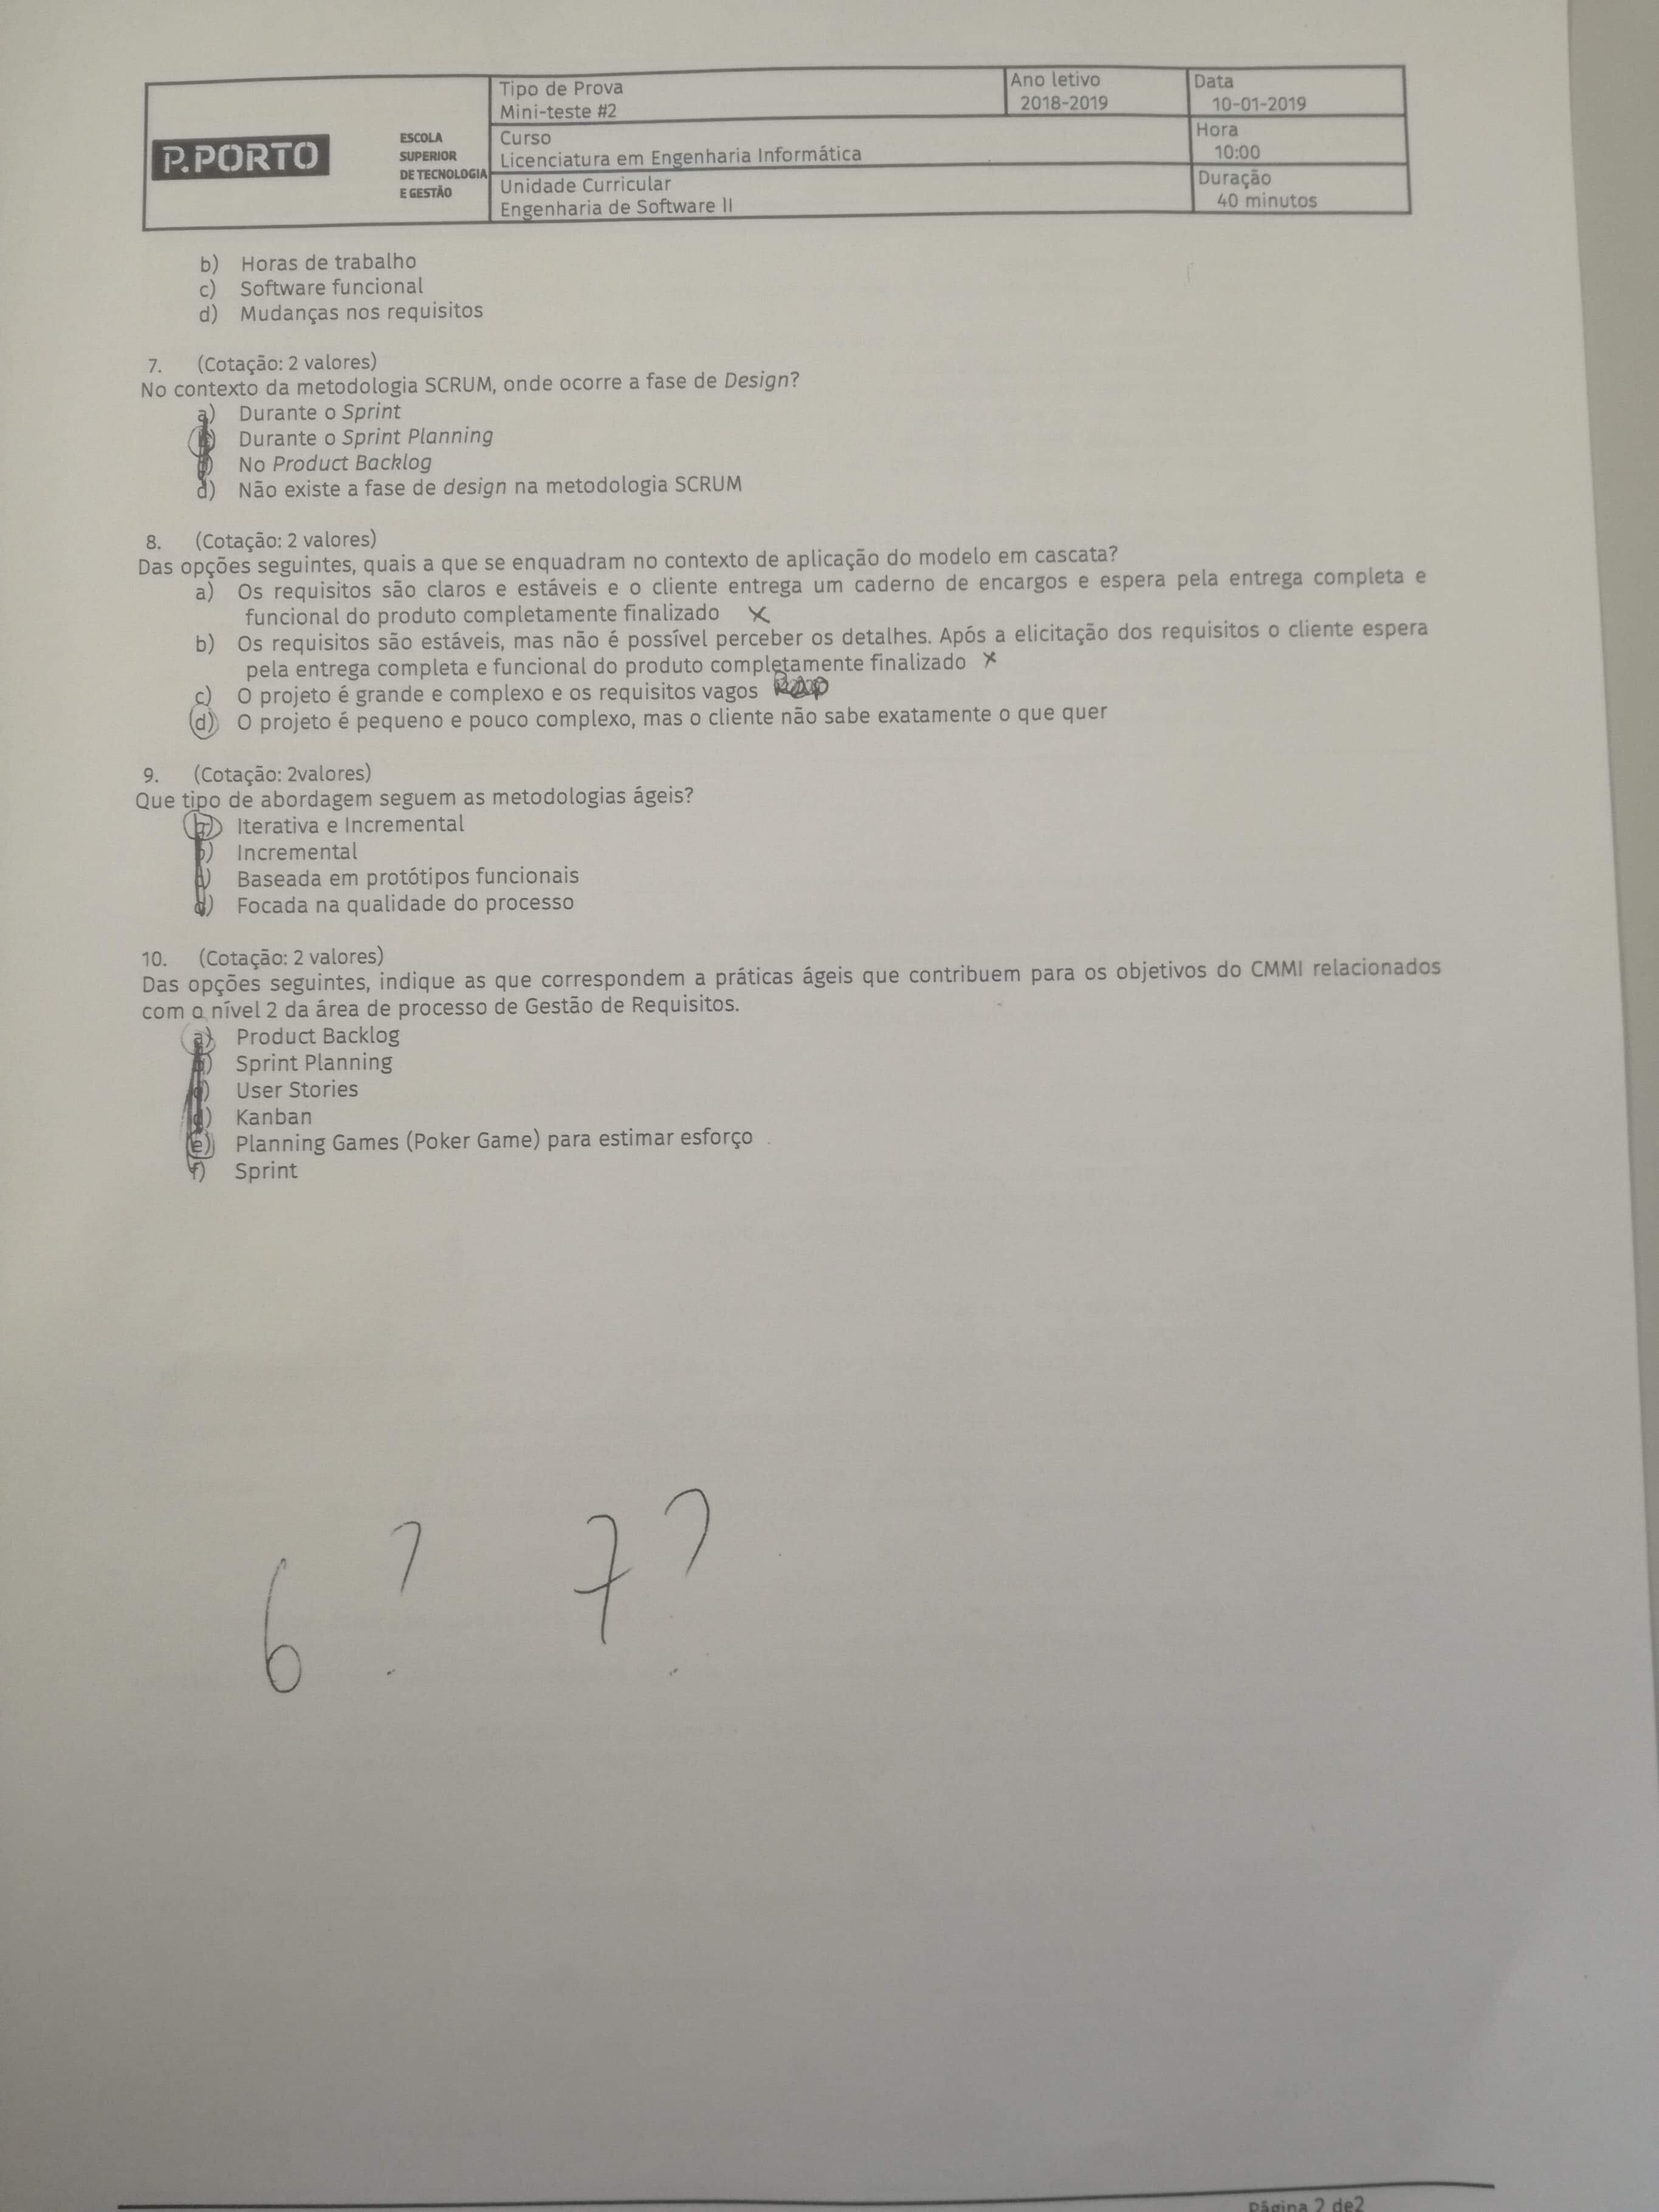 P.PORTO
ESCOLA
SUPERIOR
DE TECNOLOGIA
E GESTÃO
Tipo de Prova
Mini-teste #2
Ano letivo
2018-2019
Data
10-01-2019
Curso
Licenciatura em Engenharia Informática
Hora
10:00
Unidade Curricular
Engenharia de Software II
Duração
40 minutos
b) Horas de trabalho
c) Software funcional
d) Mudanças nos requisitos
7. (Cotação: 2 valores)
No contexto da metodologia SCRUM, onde ocorre a fase de Design?
a) Durante o Sprint
b) Durante o Sprint Planning
c) No Product Backlog
d) Não existe a fase de design na metodologia SCRUM
8. (Cotação: 2 valores)
Das opções seguintes, quais a que se enquadram no contexto de aplicação do modelo em cascata?
a) Os requisitos são claros e estáveis e o cliente entrega um caderno de encargos e espera pela entrega completa e
funcional do produto completamente finalizado x
b) Os requisitos são estáveis, mas não é possível perceber os detalhes. Após a elicitação dos requisitos o cliente espera
pela entrega completa e funcional do produto completamente finalizado x
c) O projeto é grande e complexo e os requisitos vagos
d) O projeto é pequeno e pouco complexo, mas o cliente não sabe exatamente o que quer
9. (Cotação: 2valores)
Que tipo de abordagem seguem as metodologias ágeis?
a) Iterativa e Incremental
b) Incremental
c) Baseada em protótipos funcionais
d) Focada na qualidade do processo
10. (Cotação: 2 valores)
Das opções seguintes, indique as que correspondem a práticas ágeis que contribuem para os objetivos do CMMI relacionados
com o nível 2 da área de processo de Gestão de Requisitos.
a) Product Backlog
b) Sprint Planning
c) User Stories
d) Kanban
e) Planning Games (Poker Game) para estimar esforço
f) Sprint
6? 7?
Página 2 de2